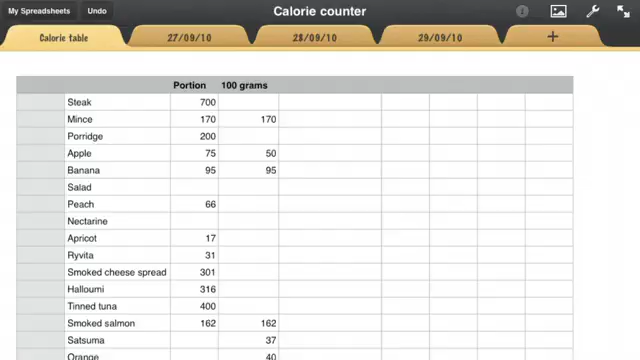 My Spreadsheets Undo Calorie counter
Calorie table 27/09/10 28/09/10 29/09/10 +
Portion 100 grams
Steak 700
Mince 170 170
Porridge 200
Apple 75 50
Banana 95 95
Salad
Peach 66
Nectarine
Apricot 17
Ryvita 31
Smoked cheese spread 301
Halloumi 316
Tinned tuna 400
Smoked salmon 162 162
Satsuma 37
Orange 40